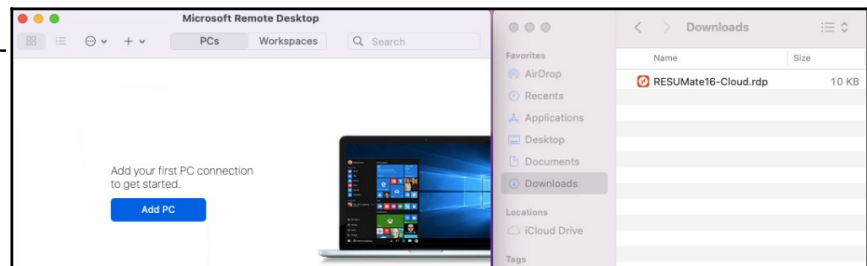 Microsoft Remote Desktop
PCs
Workspaces
Search
Add your first PC connection
to get started.
Add PC
Downloads
Favorites
AirDrop
Recents
Applications
Desktop
Documents
Downloads
Locations
iCloud Drive
Tags
Name
Size
RESUMate16-Cloud.rdp
10 KB